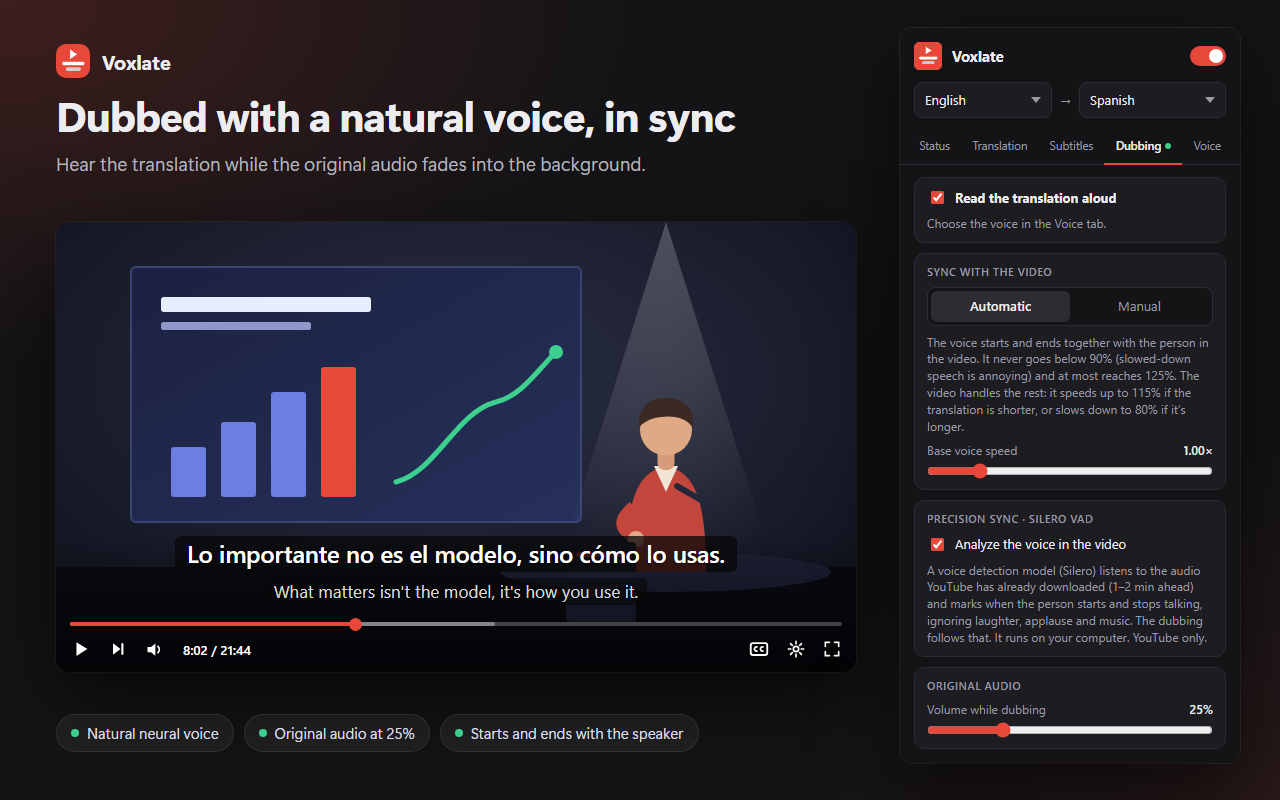 Voxlate
Dubbed with a natural voice, in sync
Hear the translation while the original audio fades into the background.
Lo importante no es el modelo, sino cómo lo usas.
What matters isn't the model, it's how you use it.
8:02 / 21:44
CC
Natural neural voice
Original audio at 25%
Starts and ends with the speaker
Voxlate
English → Spanish
Status Translation Subtitles Dubbing Voice
Read the translation aloud
Choose the voice in the Voice tab.
SYNC WITH THE VIDEO
Automatic Manual
The voice starts and ends together with the person in
the video. It never goes below 90% (slowed-down
speech is annoying) and at most reaches 125%. The
video handles the rest: it speeds up to 115% if the
translation is shorter, or slows down to 80% if it's
longer.
Base voice speed 1.00×
PRECISION SYNC · SILERO VAD
Analyze the voice in the video
A voice detection model (Silero) listens to the audio
YouTube has already downloaded (1–2 min ahead)
and marks when the person starts and stops talking,
ignoring laughter, applause and music. The dubbing
follows that. It runs on your computer. YouTube only.
ORIGINAL AUDIO
Volume while dubbing 25%